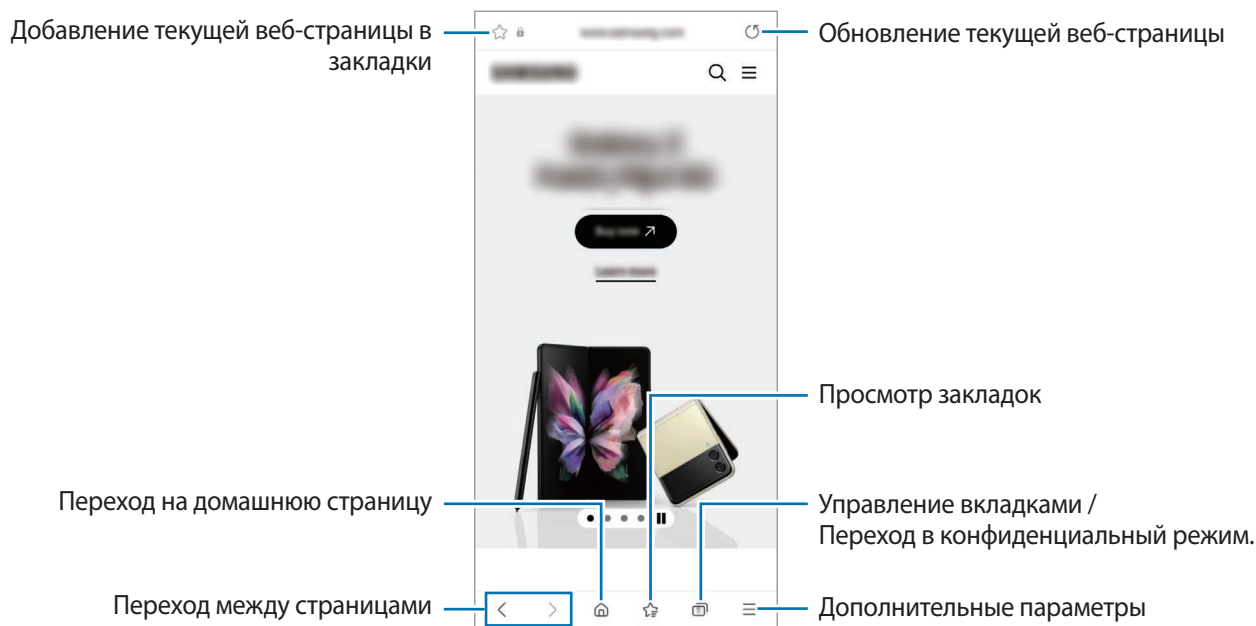 Добавление текущей веб-страницы в
закладки
Обновление текущей веб-страницы
Просмотр закладок
Переход на домашнюю страницу
Управление вкладками /
Переход в конфиденциальный режим.
Переход между страницами
Дополнительные параметры